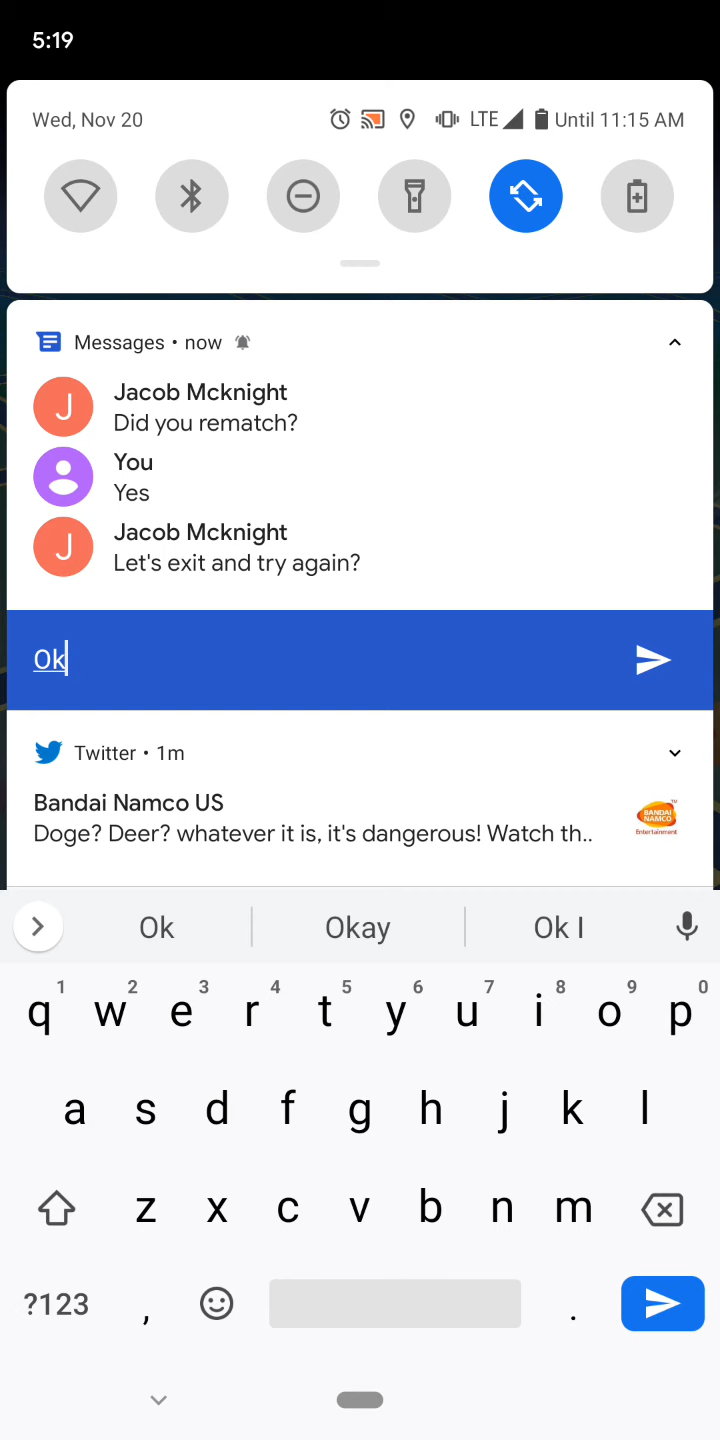 5:19
Wed, Nov 20 LTE Until 11:15 AM
Messages • now
Jacob Mcknight
J
Did you rematch?
You
Yes
Jacob Mcknight
J
Let's exit and try again?
Ok
Twitter • 1m
Bandai Namco US
Doge? Deer? whatever it is, it's dangerous! Watch th..
BANDAI
NAMCO
Entertainment
Ok Okay Ok I
1 2 3 4 5 6 7 8 9 0
q w e r t y u i o p
a s d f g h j k l
z x c v b n m
?123 , .